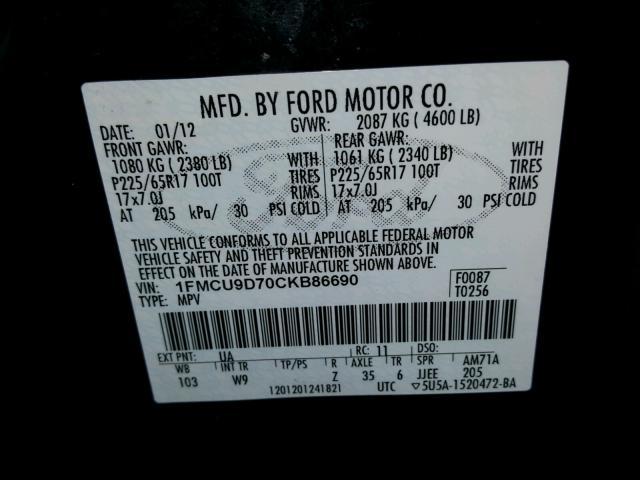 MFD. BY FORD MOTOR CO.
DATE: 01/12 GVWR: 2087 KG ( 4600 LB)
FRONT GAWR: REAR GAWR:
1080 KG ( 2380 LB) WITH 1061 KG ( 2340 LB) WITH
P225/65R17 100T TIRES P225/65R17 100T TIRES
17x7.0J RIMS 17x7.0J RIMS
AT 205 kPa/ 30 PSI COLD AT 205 kPa/ 30 PSI COLD
Ford
THIS VEHICLE CONFORMS TO ALL APPLICABLE FEDERAL MOTOR
VEHICLE SAFETY AND THEFT PREVENTION STANDARDS IN
EFFECT ON THE DATE OF MANUFACTURE SHOWN ABOVE.
VIN: 1FMCU9D70CKB86690 F0087
TYPE: MPV T0256
EXT PNT: UA RC: 11 DSO:
WB INT TR TP/PS R AXLE TR SPR AM71A
103 W9 Z 35 6 JJEE 205
1201201241821 UTC ▽5U5A-1520472-BA